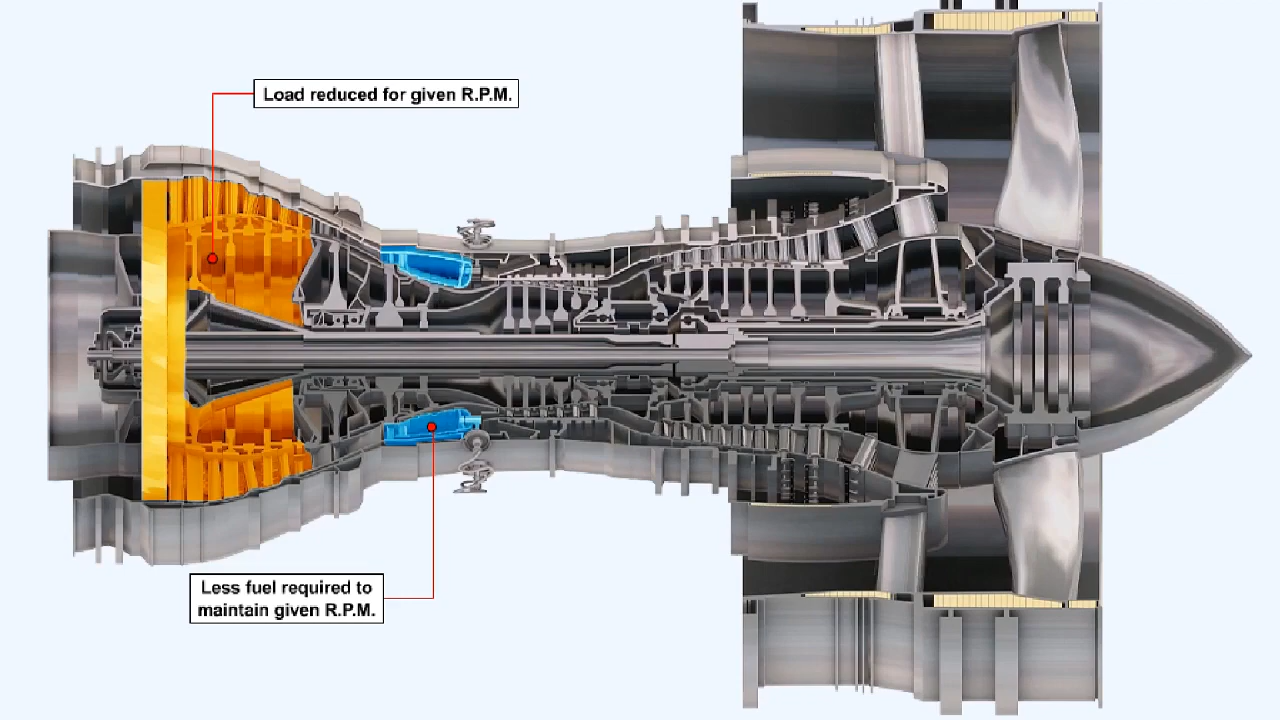 Load reduced for given R.P.M.
Less fuel required to
maintain given R.P.M.